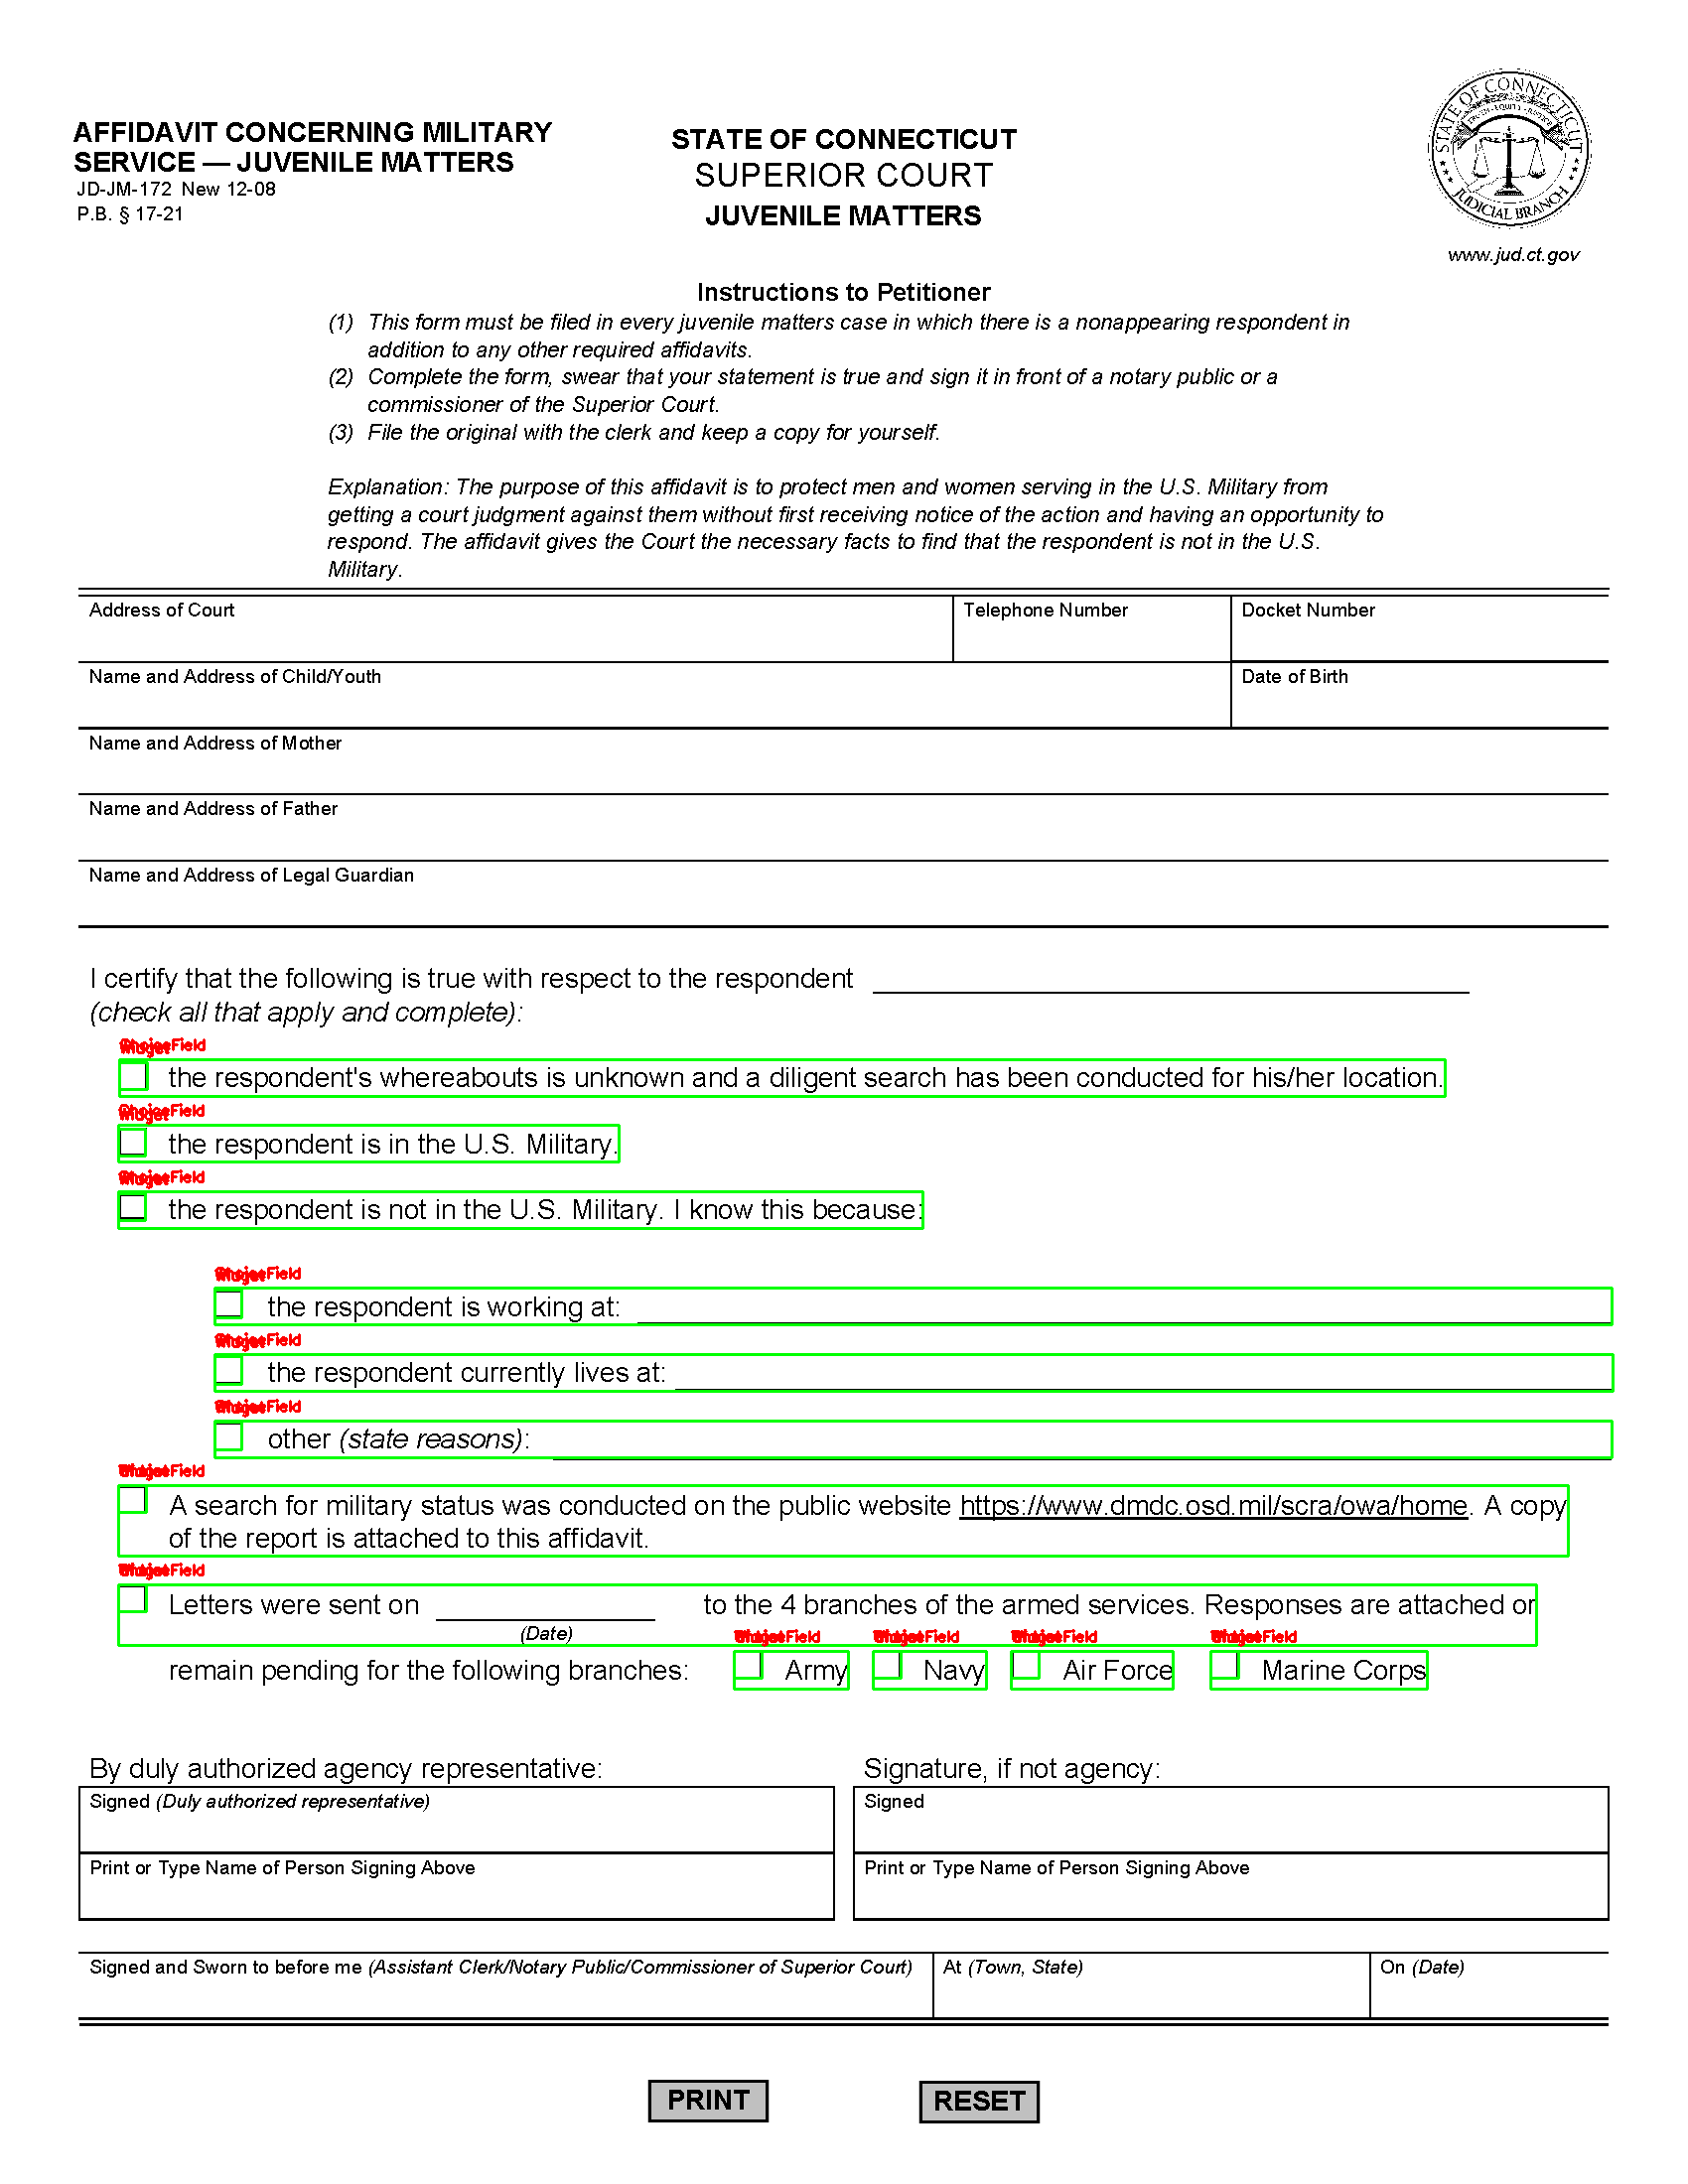 AFFIDAVIT CONCERNING MILITARY
SERVICE — JUVENILE MATTERS
JD-JM-172 New 12-08
P.B. § 17-21
STATE OF CONNECTICUT
SUPERIOR COURT
JUVENILE MATTERS
STATE OF CONNECTICUT
JUDICIAL BRANCH
www.jud.ct.gov
Instructions to Petitioner
(1) This form must be filed in every juvenile matters case in which there is a nonappearing respondent in
addition to any other required affidavits.
(2) Complete the form, swear that your statement is true and sign it in front of a notary public or a
commissioner of the Superior Court.
(3) File the original with the clerk and keep a copy for yourself.
Explanation: The purpose of this affidavit is to protect men and women serving in the U.S. Military from
getting a court judgment against them without first receiving notice of the action and having an opportunity to
respond. The affidavit gives the Court the necessary facts to find that the respondent is not in the U.S.
Military.
Address of Court
Telephone Number
Docket Number
Name and Address of Child/Youth
Date of Birth
Name and Address of Mother
Name and Address of Father
Name and Address of Legal Guardian
I certify that the following is true with respect to the respondent
(check all that apply and complete):
Field
the respondent's whereabouts is unknown and a diligent search has been conducted for his/her location.
Field
the respondent is in the U.S. Military.
Field
the respondent is not in the U.S. Military. I know this because:
Field
the respondent is working at:
Field
the respondent currently lives at:
Field
other (state reasons):
Field
A search for military status was conducted on the public website https://www.dmdc.osd.mil/scra/owa/home. A copy
of the report is attached to this affidavit.
Field
Letters were sent on to the 4 branches of the armed services. Responses are attached or
(Date)
Field Field Field Field
remain pending for the following branches: Army Navy Air Force Marine Corps
By duly authorized agency representative:
Signature, if not agency:
Signed (Duly authorized representative)
Signed
Print or Type Name of Person Signing Above
Print or Type Name of Person Signing Above
Signed and Sworn to before me (Assistant Clerk/Notary Public/Commissioner of Superior Court)
At (Town, State)
On (Date)
PRINT
RESET